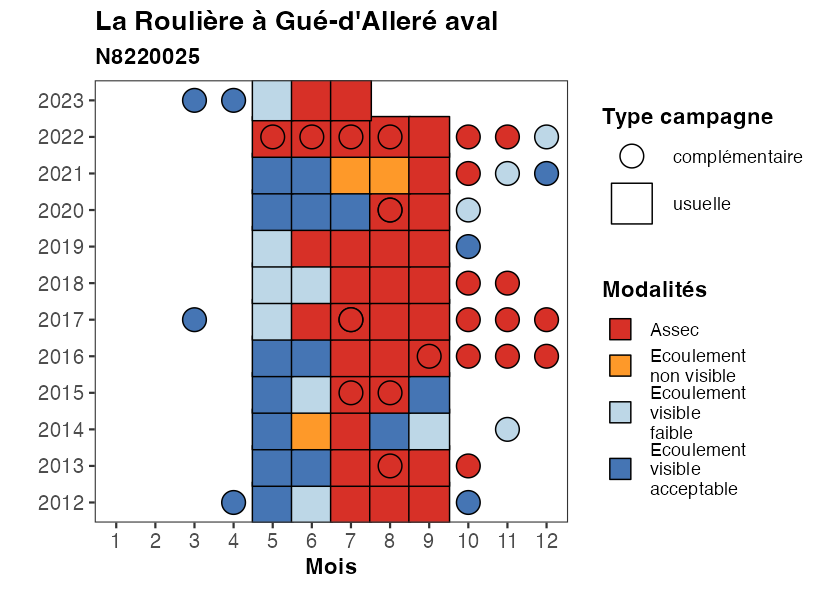 La Roulière à Gué-d'Alleré aval
N8220025
2023
2022
2021
2020
2019
2018
2017
2016
2015
2014
2013
2012
1 2 3 4 5 6 7 8 9 10 11 12
Mois
Type campagne
complémentaire
usuelle
Modalités
Assec
Ecoulement
non visible
Ecoulement
visible
faible
Ecoulement
visible
acceptable